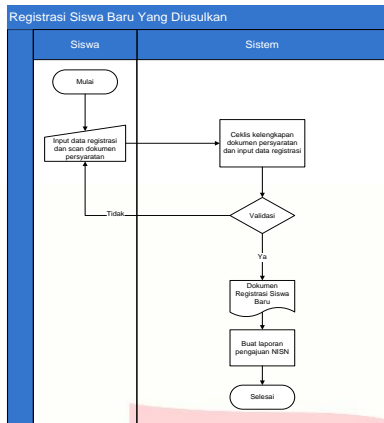 Registrasi Siswa Baru Yang Diusulkan
Siswa
Sistem
Mulai
Input data registrasi
dan scan dokumen
persyaratan
Ceklis kelengkapan
dokumen persyaratan
dan input data registrasi
Validasi
Tidak
Ya
Dokumen
Registrasi Siswa
Baru
Buat laporan
pengajuan NISN
Selesai